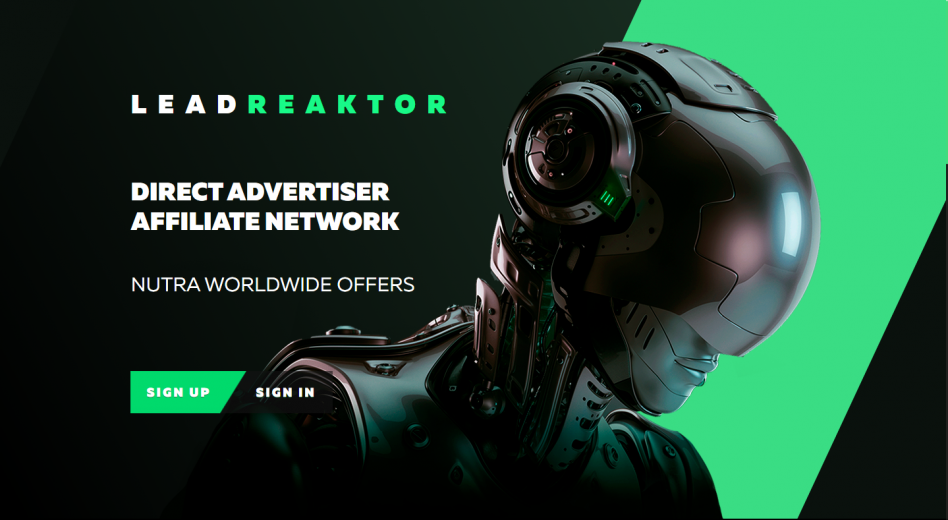 LEADREAKTOR
DIRECT ADVERTISER
AFFILIATE NETWORK
NUTRA WORLDWIDE OFFERS
SIGN UP SIGN IN